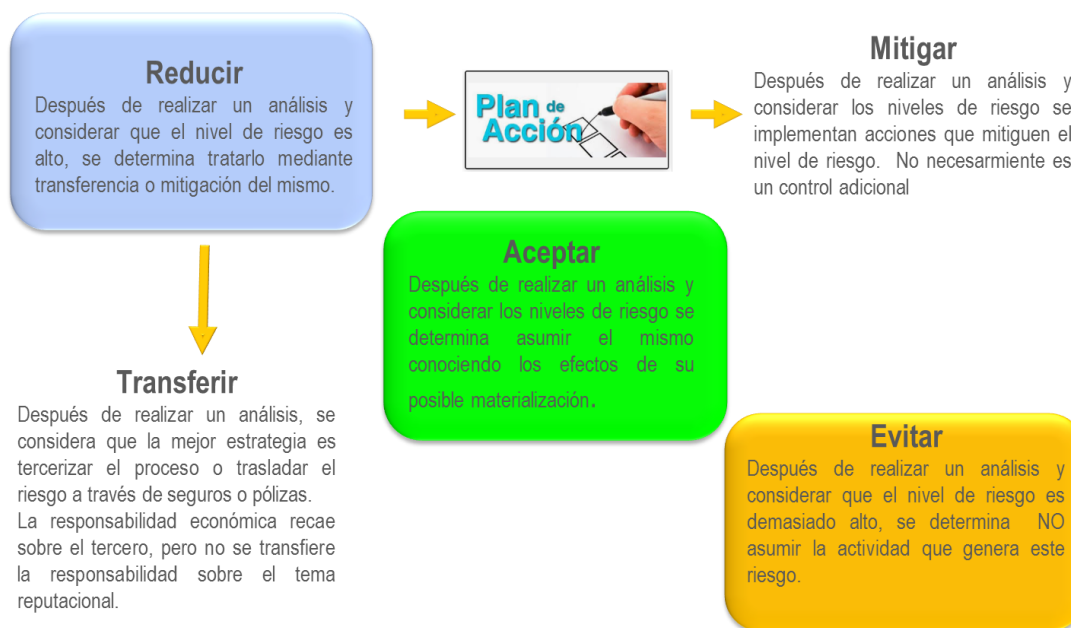 Reducir
Después de realizar un análisis y
considerar que el nivel de riesgo es
alto, se determina tratarlo mediante
transferencia o mitigación del mismo.
Plan de
Acción
Mitigar
Después de realizar un análisis y
considerar los niveles de riesgo se
implementan acciones que mitiguen el
nivel de riesgo. No necesarmiente es
un control adicional
Aceptar
Después de realizar un análisis y
considerar los niveles de riesgo se
determina asumir el mismo
conociendo los efectos de su
posible materialización.
Transferir
Después de realizar un análisis, se
considera que la mejor estrategia es
tercerizar el proceso o trasladar el
riesgo a través de seguros o pólizas.
La responsabilidad económica recae
sobre el tercero, pero no se transfiere
la responsabilidad sobre el tema
reputacional.
Evitar
Después de realizar un análisis y
considerar que el nivel de riesgo es
demasiado alto, se determina NO
asumir la actividad que genera este
riesgo.